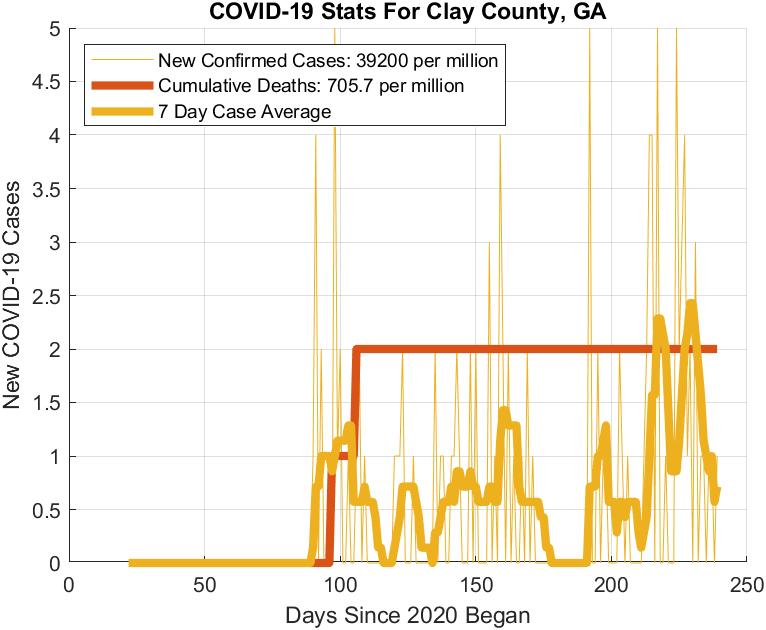 COVID-19 Stats For Clay County, GA
New Confirmed Cases: 39200 per million
Cumulative Deaths: 705.7 per million
7 Day Case Average
New COVID-19 Cases
5
4.5
4
3.5
3
2.5
2
1.5
1
0.5
0
0 50 100 150 200 250
Days Since 2020 Began